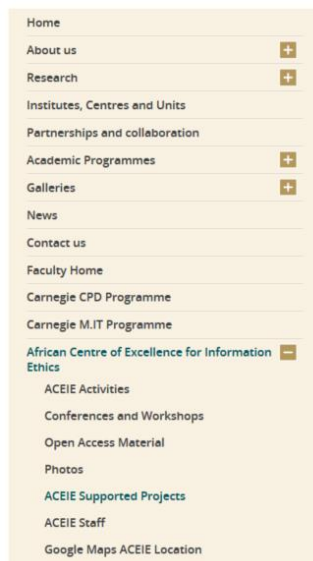 Home
About us
Research
Institutes, Centres and Units
Partnerships and collaboration
Academic Programmes
Galleries
News
Contact us
Faculty Home
Carnegie CPD Programme
Carnegie M.IT Programme
African Centre of Excellence for Information
Ethics
ACEIE Activities
Conferences and Workshops
Open Access Material
Photos
ACEIE Supported Projects
ACEIE Staff
Google Maps ACEIE Location